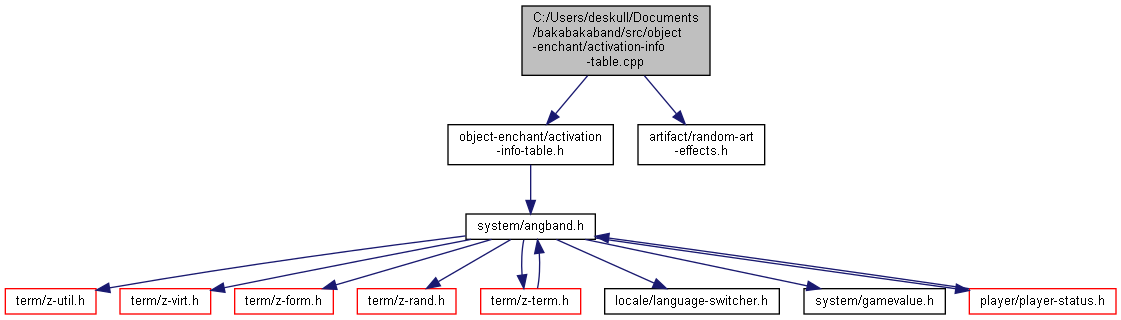 C:/Users/deskull/Documents
/bakabakaband/src/object
-enchant/activation-info
-table.cpp
object-enchant/activation
-info-table.h
artifact/random-art
-effects.h
system/angband.h
term/z-util.h
term/z-virt.h
term/z-form.h
term/z-rand.h
term/z-term.h
locale/language-switcher.h
system/gamevalue.h
player/player-status.h